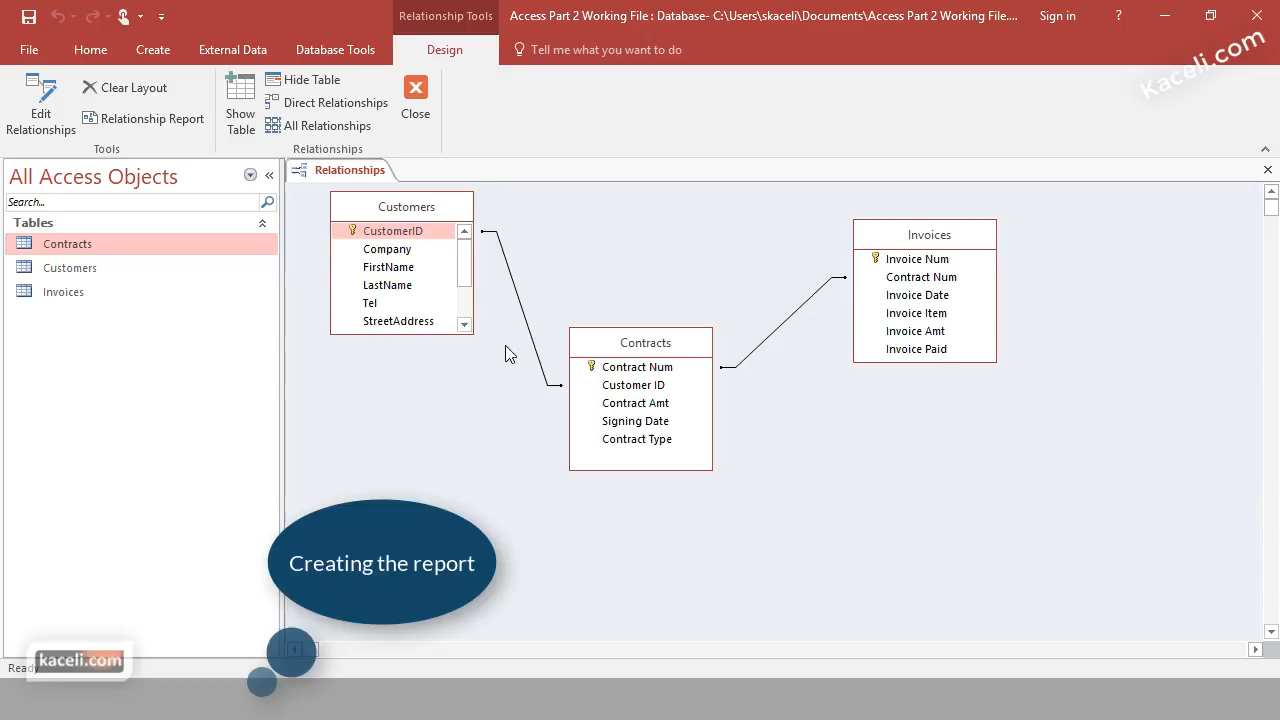 Relationship Tools
Access Part 2 Working File : Database- C:\Users\skaceli\Documents\Access Part 2 Working File....
Sign in
?
File
Home
Create
External Data
Database Tools
Design
Tell me what you want to do
Kaceli.com
Edit
Relationships
Clear Layout
Relationship Report
Tools
Show
Table
Hide Table
Direct Relationships
All Relationships
Relationships
Close
All Access Objects
Search...
Tables
Contracts
Customers
Invoices
Relationships
Customers
CustomerID
Company
FirstName
LastName
Tel
StreetAddress
Contracts
Contract Num
Customer ID
Contract Amt
Signing Date
Contract Type
Invoices
Invoice Num
Contract Num
Invoice Date
Invoice Item
Invoice Amt
Invoice Paid
Creating the report
kaceli.com